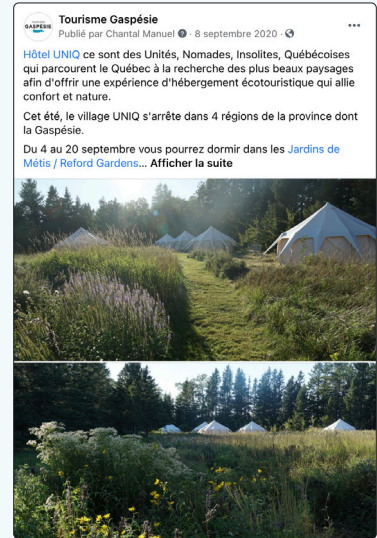 Tourisme Gaspésie
Publié par Chantal Manuel · 8 septembre 2020 ·
GASPÉSIE
Hôtel UNIQ ce sont des Unités, Nomades, Insolites, Québécoises
qui parcourent le Québec à la recherche des plus beaux paysages
afin d'offrir une expérience d'hébergement écotouristique qui allie
confort et nature.
Cet été, le village UNIQ s'arrête dans 4 régions de la province dont
la Gaspésie.
Du 4 au 20 septembre vous pourrez dormir dans les Jardins de
Métis / Reford Gardens... Afficher la suite